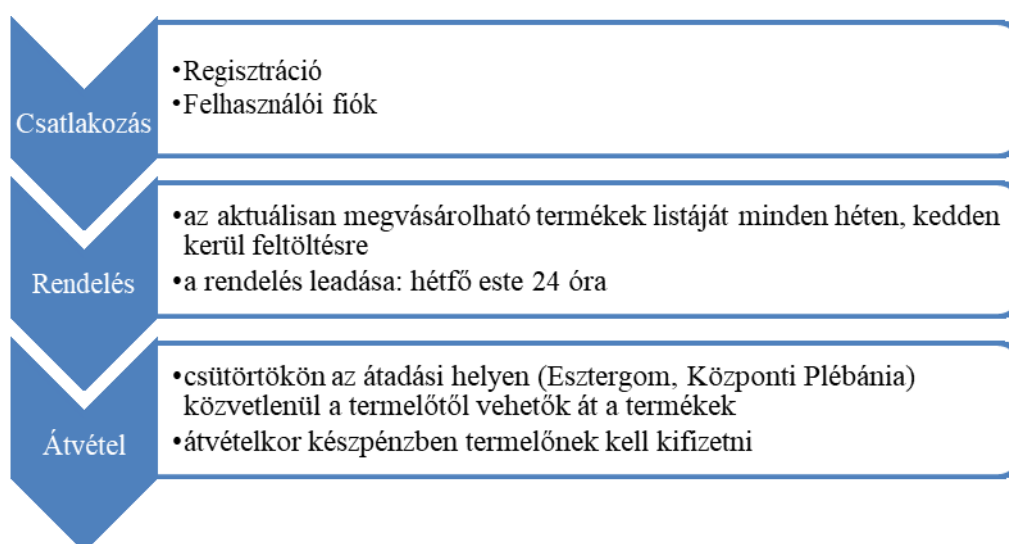 Csatlakozás
•Regisztráció
•Felhasználói fiók
Rendelés
•az aktuálisan megvásárolható termékek listáját minden héten, kedden
kerül feltöltésre
•a rendelés leadása: hétfő este 24 óra
Átvétel
•csütörtökön az átadási helyen (Esztergom, Központi Plébánia)
közvetlenül a termelőtől vehetők át a termékek
•átvételkor készpénzben termelőnek kell kifizetni